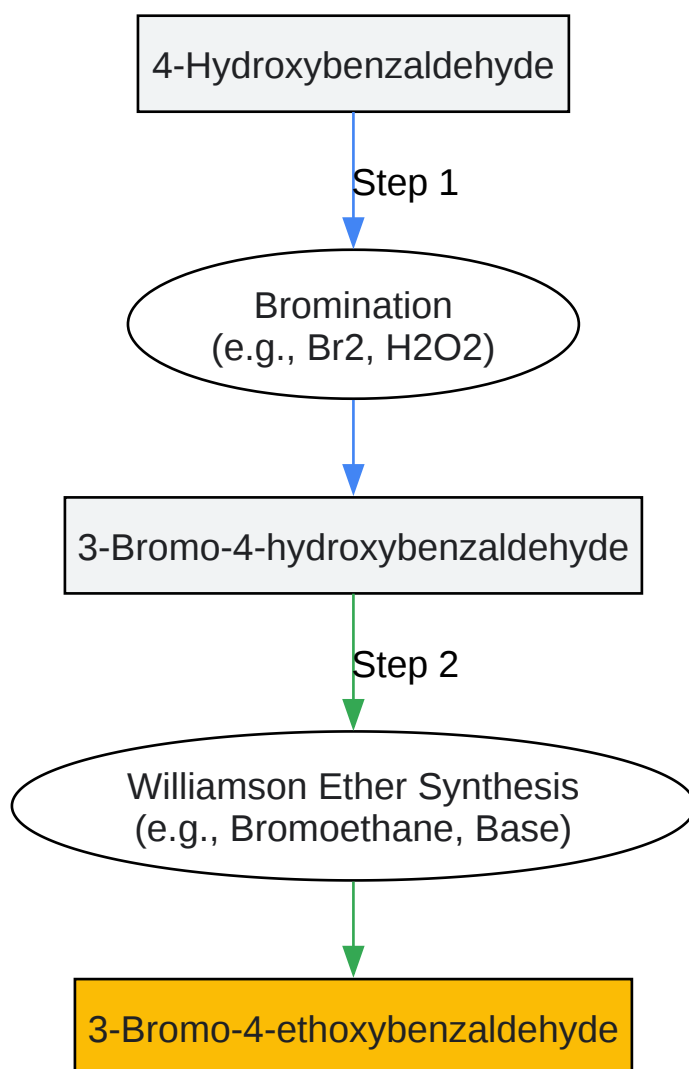 4-Hydroxybenzaldehyde
Step 1
Bromination
(e.g., Br2, H2O2)
3-Bromo-4-hydroxybenzaldehyde
Step 2
Williamson Ether Synthesis
(e.g., Bromoethane, Base)
3-Bromo-4-ethoxybenzaldehyde